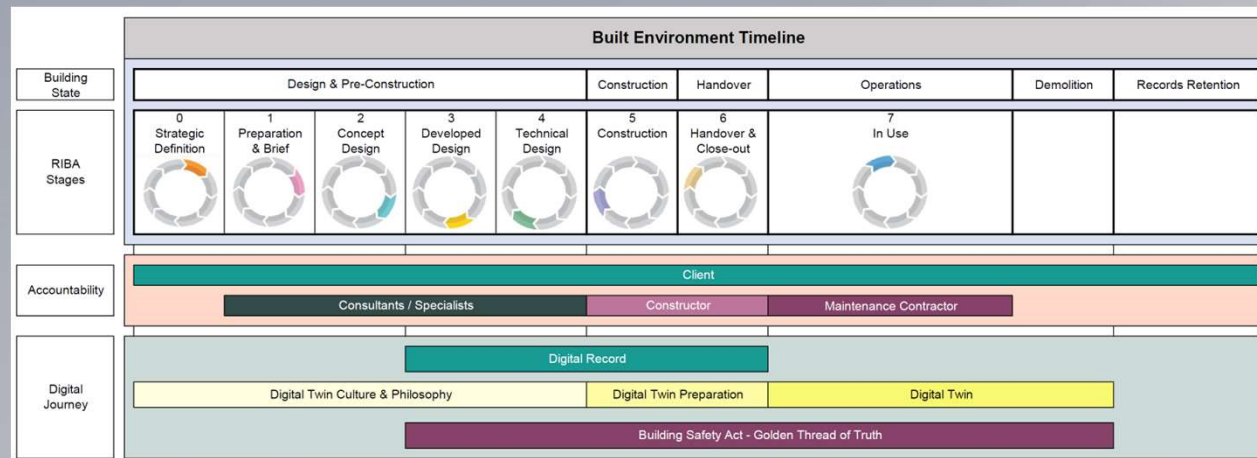 Built Environment Timeline
Building
State
Design & Pre-Construction
Construction
Handover
Operations
Demolition
Records Retention
RIBA
Stages
0
Strategic
Definition
1
Preparation
& Brief
2
Concept
Design
3
Developed
Design
4
Technical
Design
5
Construction
6
Handover &
Close-out
7
In Use
Accountability
Client
Consultants / Specialists
Constructor
Maintenance Contractor
Digital
Journey
Digital Record
Digital Twin Culture & Philosophy
Digital Twin Preparation
Digital Twin
Building Safety Act - Golden Thread of Truth